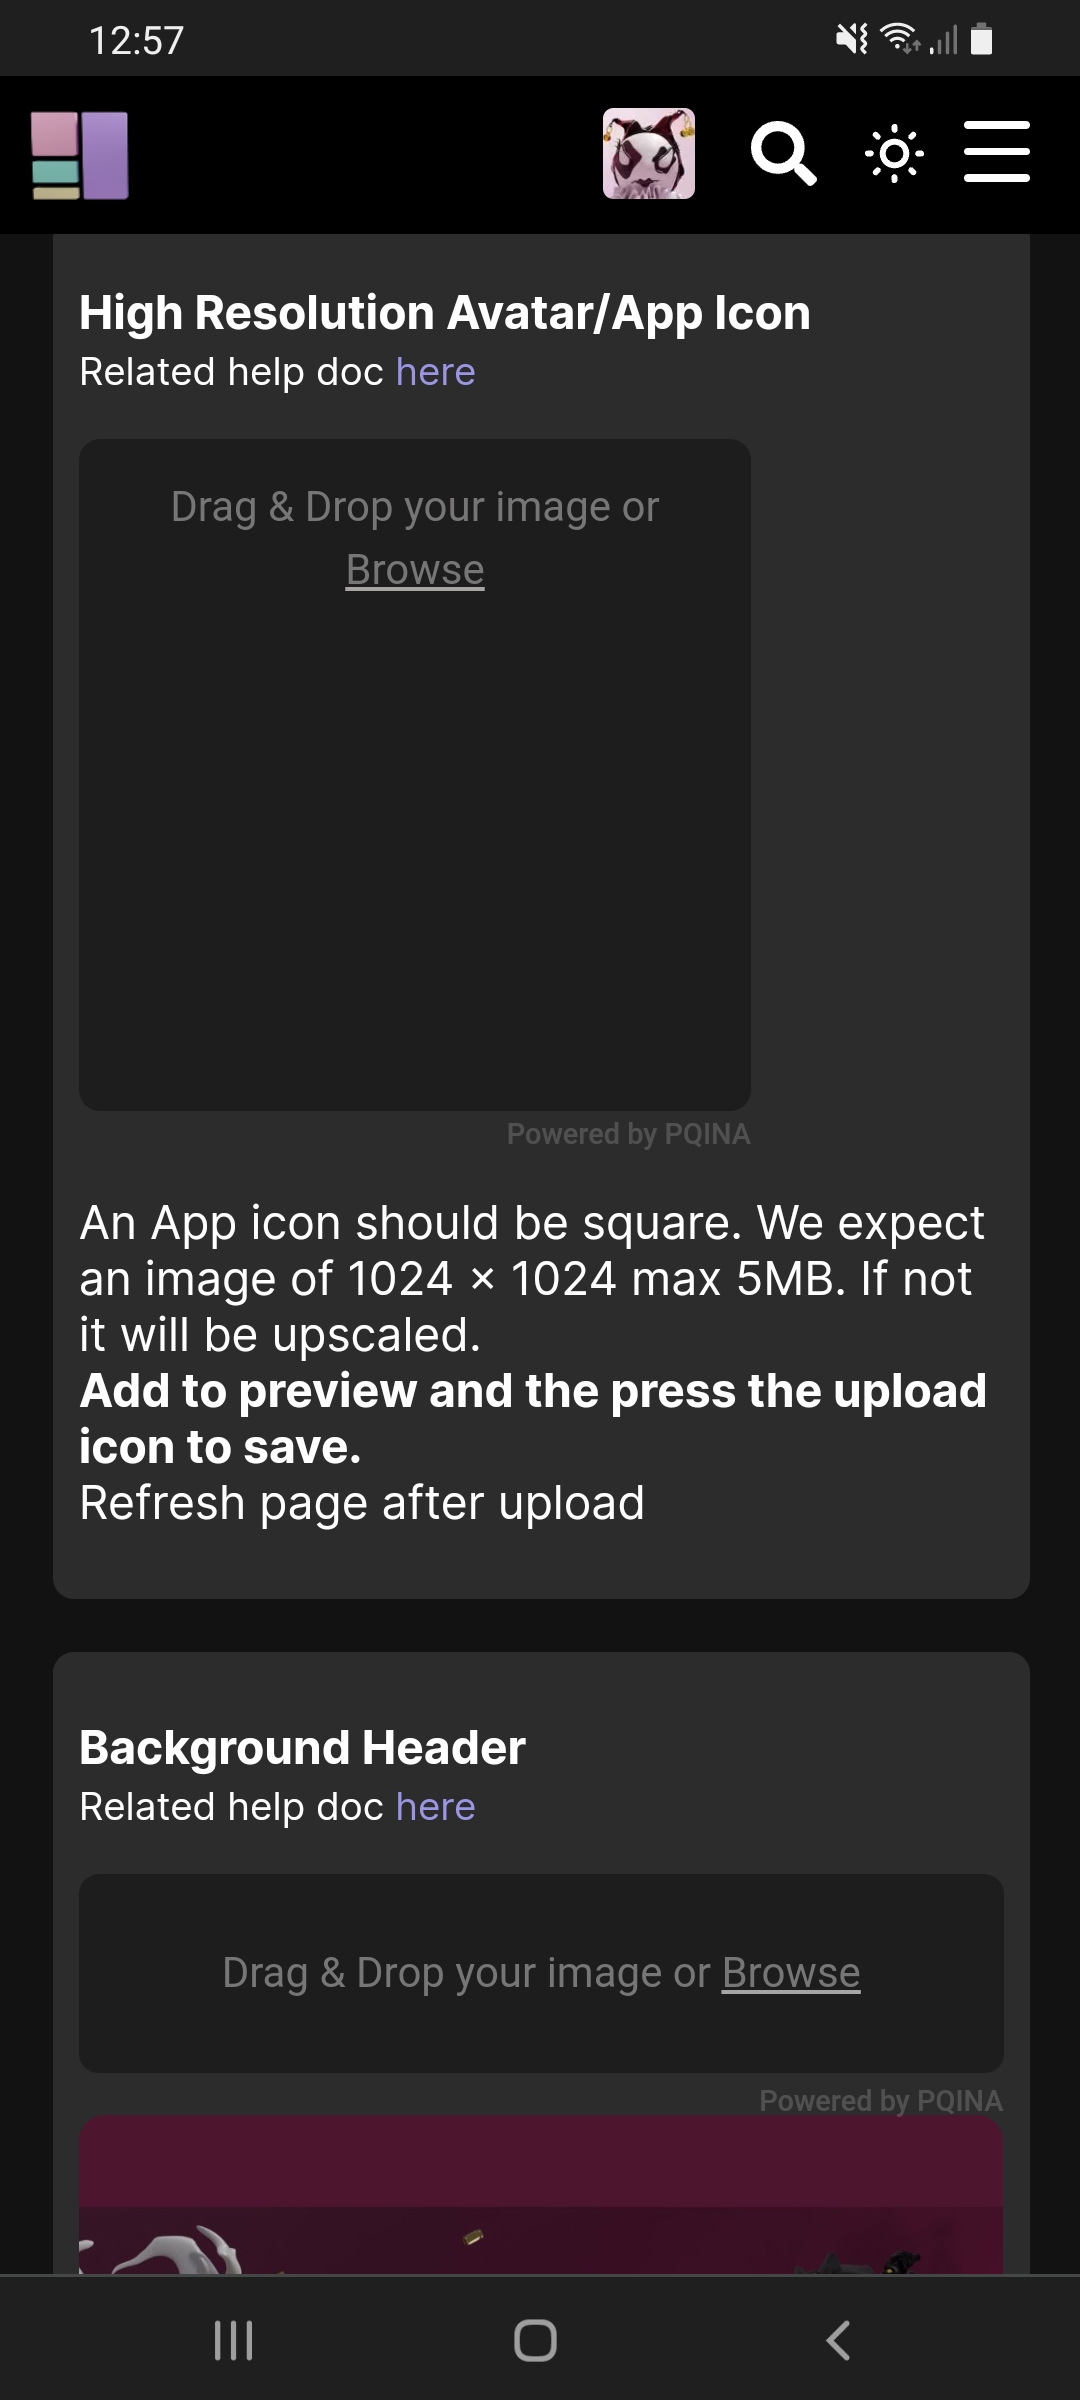 12:57
High Resolution Avatar/App Icon
Related help doc here
Drag & Drop your image or
Browse
Powered by PQINA
An App icon should be square. We expect
an image of 1024 × 1024 max 5MB. If not
it will be upscaled.
Add to preview and the press the upload
icon to save.
Refresh page after upload
Background Header
Related help doc here
Drag & Drop your image or Browse
Powered by PQINA